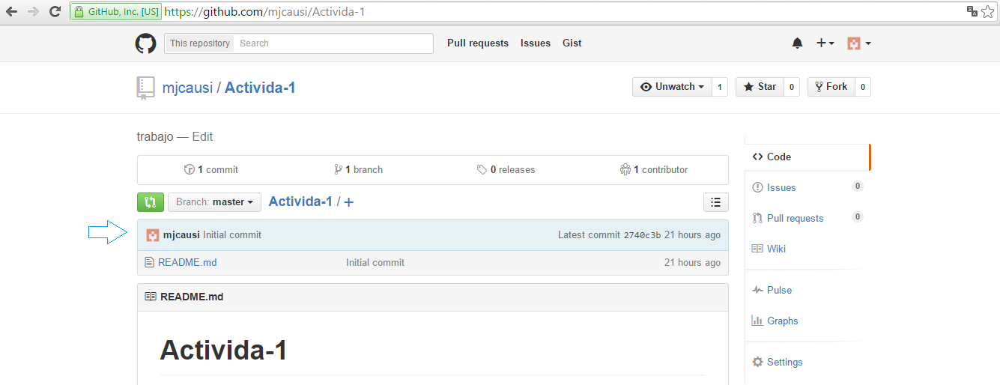 GitHub, Inc. [US] https://github.com/mjcausi/Activida-1
This repository Search Pull requests Issues Gist
mjcausi / Activida-1 Unwatch 1 Star 0 Fork 0
trabajo — Edit
1 commit 1 branch 0 releases 1 contributor
Branch: master Activida-1 / +
mjcausi Initial commit Latest commit 2740c3b 21 hours ago
README.md Initial commit 21 hours ago
README.md
Activida-1
Code
Issues 0
Pull requests 0
Wiki
Pulse
Graphs
Settings